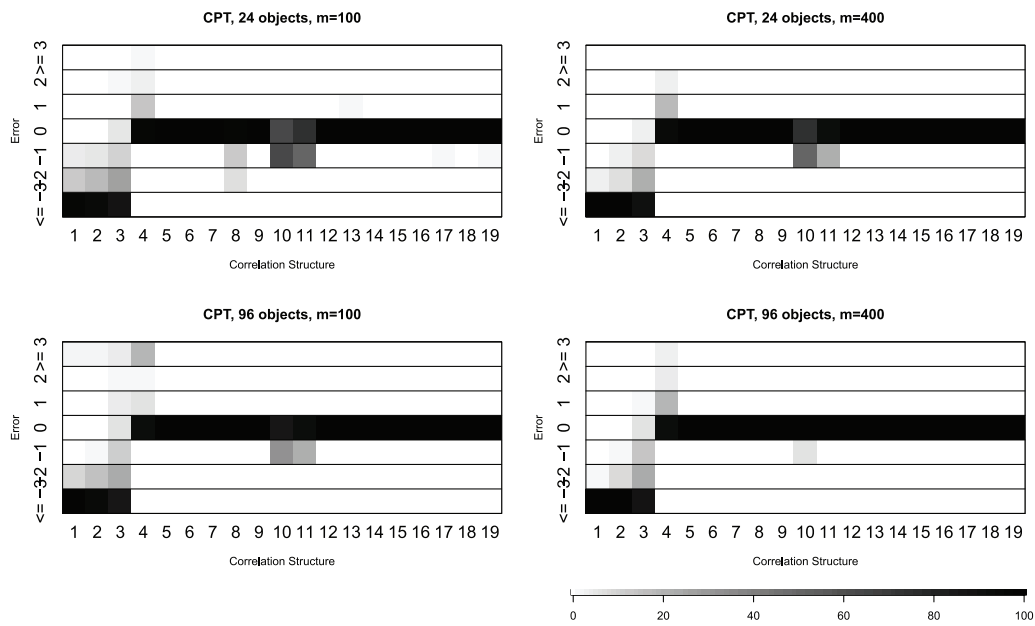 CPT, 24 objects, m=100
Error
<= −3
−2
−1
0
1
2
>= 3
1 2 3 4 5 6 7 8 9 10 11 12 13 14 15 16 17 18 19
Correlation Structure
CPT, 24 objects, m=400
Error
<= −3
−2
−1
0
1
2
>= 3
1 2 3 4 5 6 7 8 9 10 11 12 13 14 15 16 17 18 19
Correlation Structure
CPT, 96 objects, m=100
Error
<= −3
−2
−1
0
1
2
>= 3
1 2 3 4 5 6 7 8 9 10 11 12 13 14 15 16 17 18 19
Correlation Structure
CPT, 96 objects, m=400
Error
<= −3
−2
−1
0
1
2
>= 3
1 2 3 4 5 6 7 8 9 10 11 12 13 14 15 16 17 18 19
Correlation Structure
0 20 40 60 80 100